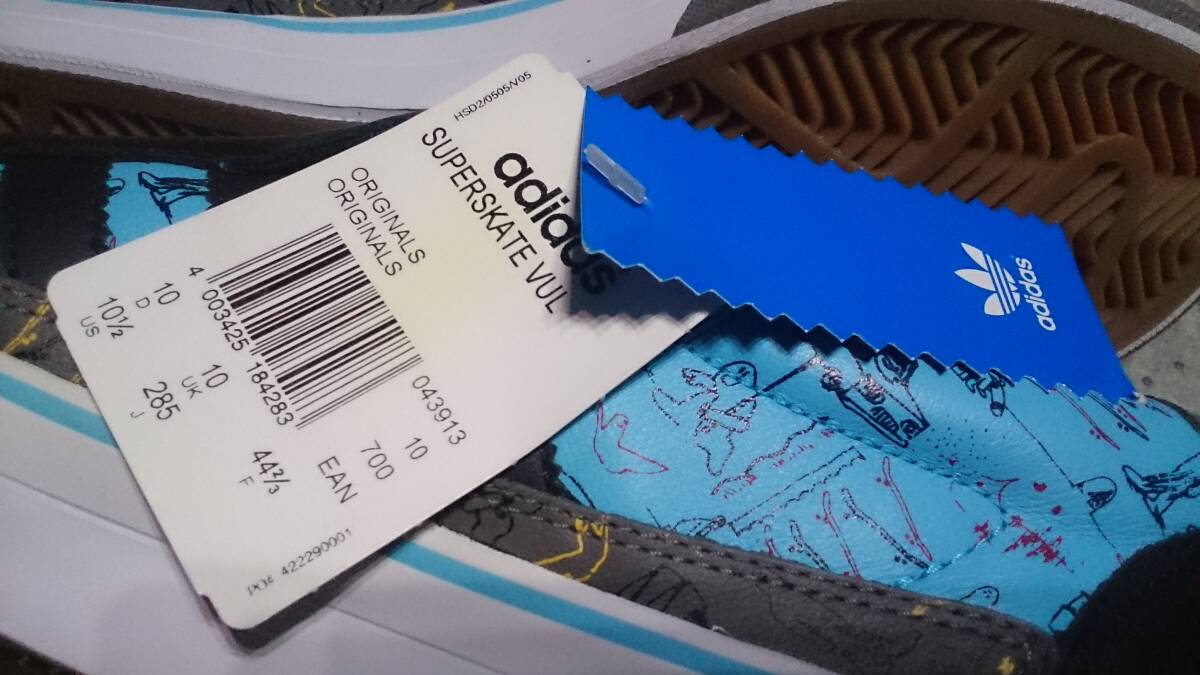 HSD2/0505/V05
adidas
SUPERSKATE VUL
ORIGINALS
ORIGINALS
4 003425 184283
043913
10 10
D UK
10½ 285 44⅔
US J F
10
700
EAN
PO# 422290001
adidas